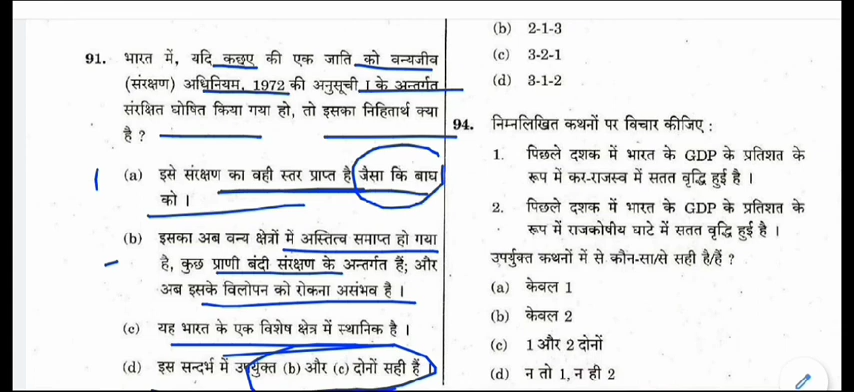 91. भारत में, यदि कछुए की एक जाति को वन्यजीव
(संरक्षण) अधिनियम, 1972 की अनुसूची I के अन्तर्गत
संरक्षित घोषित किया गया हो, तो इसका निहितार्थ क्या
है ?
(a) इसे संरक्षण का वही स्तर प्राप्त है जैसा कि बाघ
को ।
(b) इसका अब वन्य क्षेत्रों में अस्तित्व समाप्त हो गया
है, कुछ प्राणी बंदी संरक्षण के अन्तर्गत हैं; और
अब इसके विलोपन को रोकना असंभव है ।
(c) यह भारत के एक विशेष क्षेत्र में स्थानिक है ।
(d) इस सन्दर्भ में उपर्युक्त (b) और (c) दोनों सही हैं ।
(b) 2-1-3
(c) 3-2-1
(d) 3-1-2
94. निम्नलिखित कथनों पर विचार कीजिए :
1. पिछले दशक में भारत के GDP के प्रतिशत के
रूप में कर-राजस्व में सतत वृद्धि हुई है ।
2. पिछले दशक में भारत के GDP के प्रतिशत के
रूप में राजकोषीय घाटे में सतत वृद्धि हुई है ।
उपर्युक्त कथनों में से कौन-सा/से सही है/हैं ?
(a) केवल 1
(b) केवल 2
(c) 1 और 2 दोनों
(d) न तो 1, न ही 2